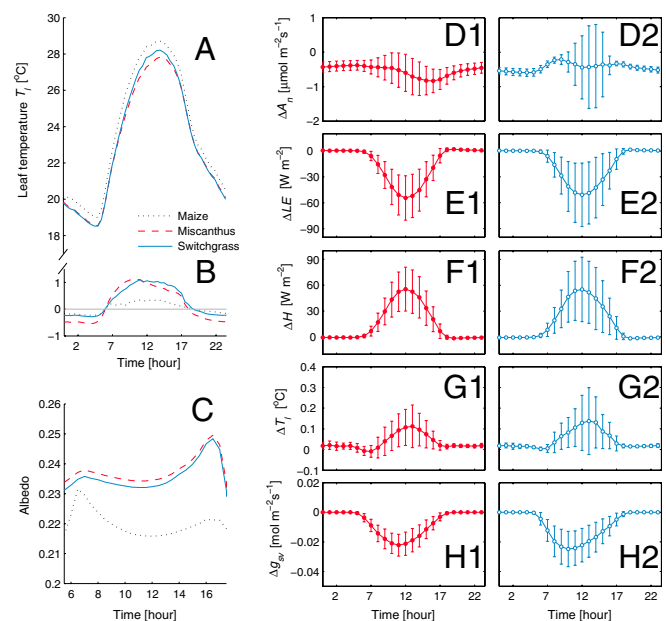 A
Leaf temperature T_l [°C]
28
26
24
22
20
19
Maize
Miscanthus
Switchgrass
B
1
0
−1
2 7 12 17 22
Time [hour]
C
Albedo
0.26
0.25
0.24
0.23
0.22
0.21
0.2
6 8 10 12 14 16
Time [hour]
D1
D2
ΔA_n [μmol m⁻²s⁻¹]
1
0
−1
−2
E1
E2
ΔLE [W m⁻²]
0
−30
−60
−90
F1
F2
ΔH [W m⁻²]
90
60
30
0
G1
G2
ΔT_l [°C]
0.4
0.3
0.2
0.1
0
−0.1
H1
H2
Δg_sv [mol m⁻²s⁻¹]
0.02
0
−0.02
−0.04
2 7 12 17 22
2 7 12 17 22
Time [hour]
Time [hour]